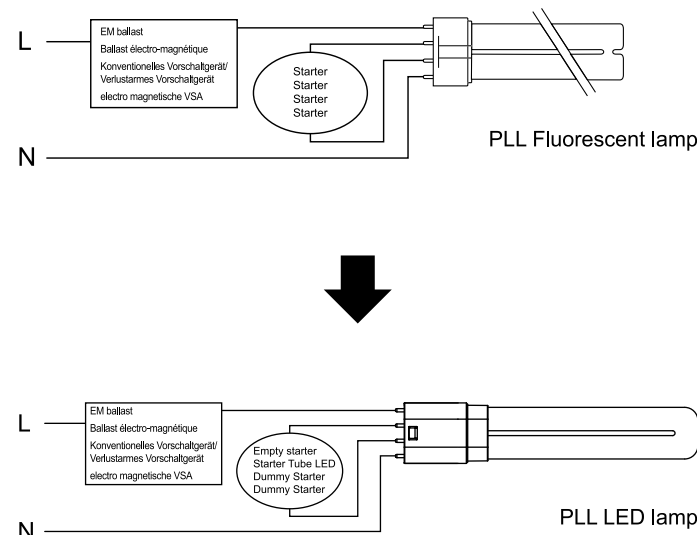 L
EM ballast
Ballast électro-magnétique
Konventionelles Vorschaltgerät/
Verlustarmes Vorschaltgerät
electro magnetische VSA
Starter
Starter
Starter
Starter
N
PLL Fluorescent lamp
L
EM ballast
Ballast électro-magnétique
Konventionelles Vorschaltgerät/
Verlustarmes Vorschaltgerät
electro magnetische VSA
Empty starter
Starter Tube LED
Dummy Starter
Dummy Starter
N
PLL LED lamp